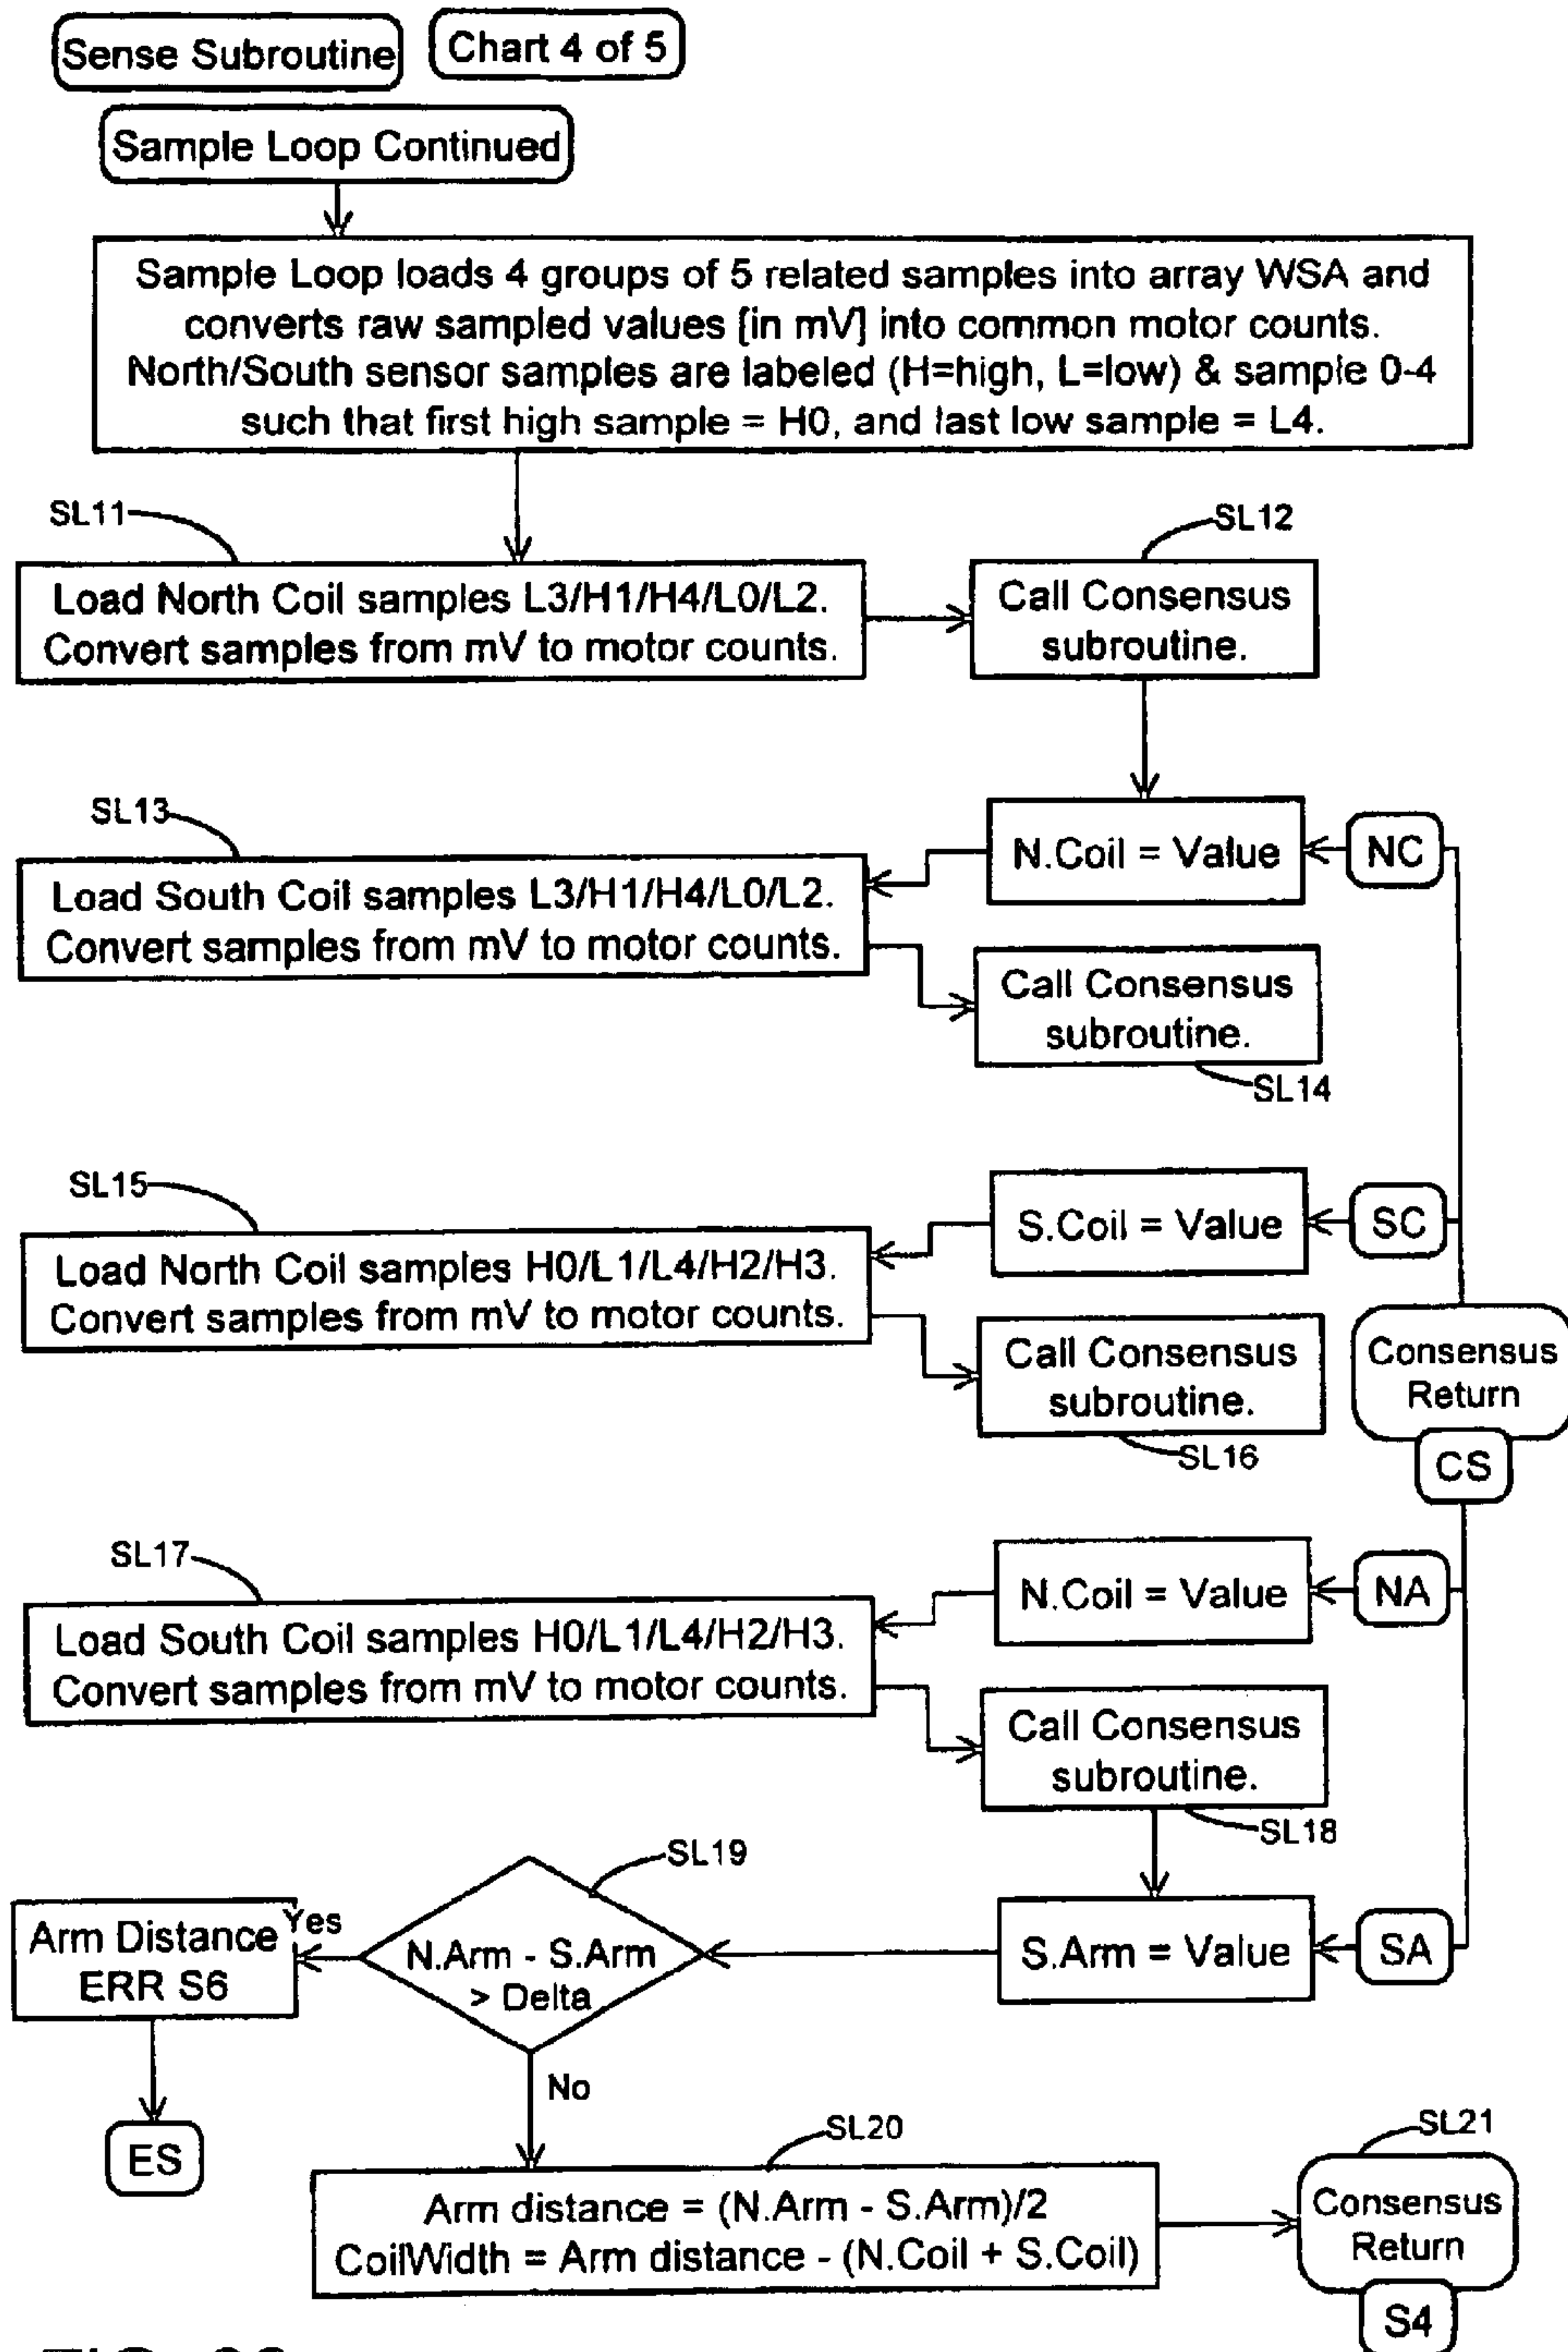 Sense Subroutine
Chart 4 of 5
Sample Loop Continued
Sample Loop loads 4 groups of 5 related samples into array WSA and
converts raw sampled values [in mV] into common motor counts.
North/South sensor samples are labeled (H=high, L=low) & sample 0-4
such that first high sample = H0, and last low sample = L4.
SL11
Load North Coil samples L3/H1/H4/L0/L2.
Convert samples from mV to motor counts.
SL12
Call Consensus
subroutine.
N.Coil = Value
NC
SL13
Load South Coil samples L3/H1/H4/L0/L2.
Convert samples from mV to motor counts.
Call Consensus
subroutine.
SL14
S.Coil = Value
SC
SL15
Load North Coil samples H0/L1/L4/H2/H3.
Convert samples from mV to motor counts.
Call Consensus
subroutine.
SL16
Consensus
Return
CS
N.Coil = Value
NA
SL17
Load South Coil samples H0/L1/L4/H2/H3.
Convert samples from mV to motor counts.
Call Consensus
subroutine.
SL18
S.Arm = Value
SA
SL19
N.Arm - S.Arm
> Delta
Yes
Arm Distance
ERR S6
ES
No
SL20
Arm distance = (N.Arm - S.Arm)/2
CoilWidth = Arm distance - (N.Coil + S.Coil)
SL21
Consensus
Return
S4